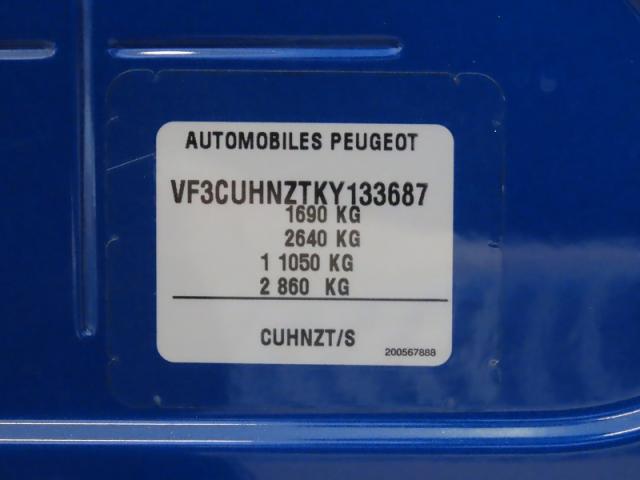 AUTOMOBILES PEUGEOT
VF3CUHNZTKY133687
1690 KG
2640 KG
1 1050 KG
2 860 KG
CUHNZT/S
200567888